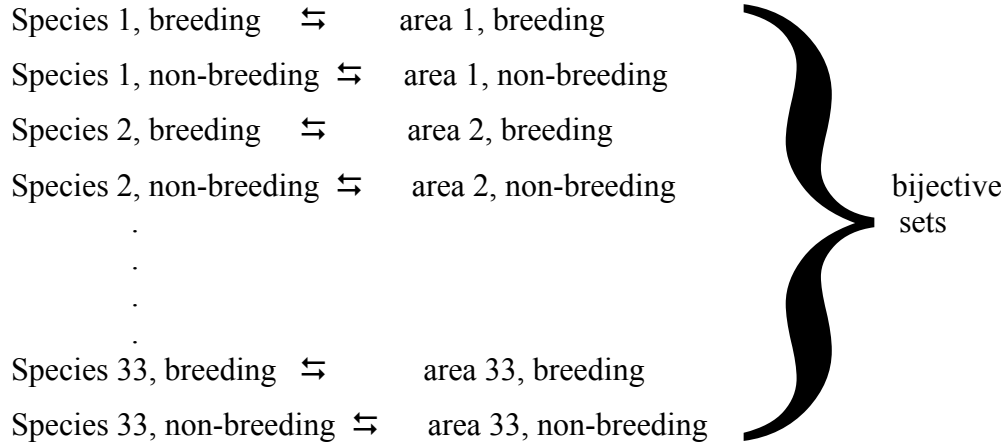 Species 1, breeding ⇆ area 1, breeding
Species 1, non-breeding ⇆ area 1, non-breeding
Species 2, breeding ⇆ area 2, breeding
Species 2, non-breeding ⇆ area 2, non-breeding
bijective
sets
.
.
.
.
Species 33, breeding ⇆ area 33, breeding
Species 33, non-breeding ⇆ area 33, non-breeding